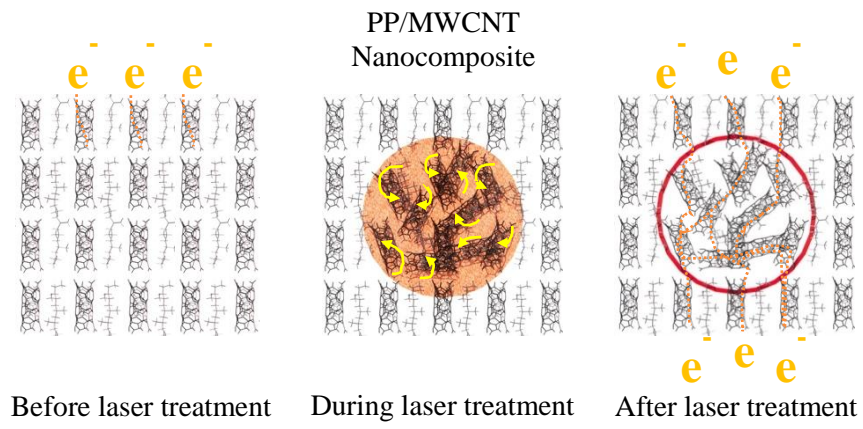 PP/MWCNT
Nanocomposite
e- e- e-
e- e- e-
e- e- e-
Before laser treatment
During laser treatment
After laser treatment